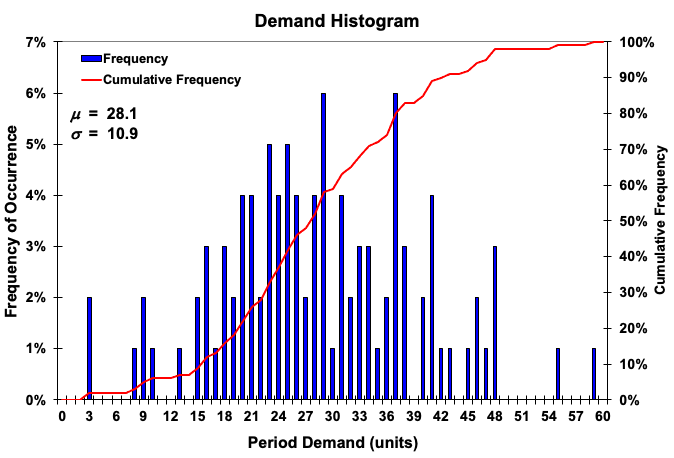 Demand Histogram
7%
6%
5%
4%
3%
2%
1%
0%
Frequency of Occurrence
Frequency
Cumulative Frequency
μ = 28.1
σ = 10.9
100%
90%
80%
70%
60%
50%
40%
30%
20%
10%
0%
Cumulative Frequency
0 3 6 9 12 15 18 21 24 27 30 33 36 39 42 45 48 51 54 57 60
Period Demand (units)